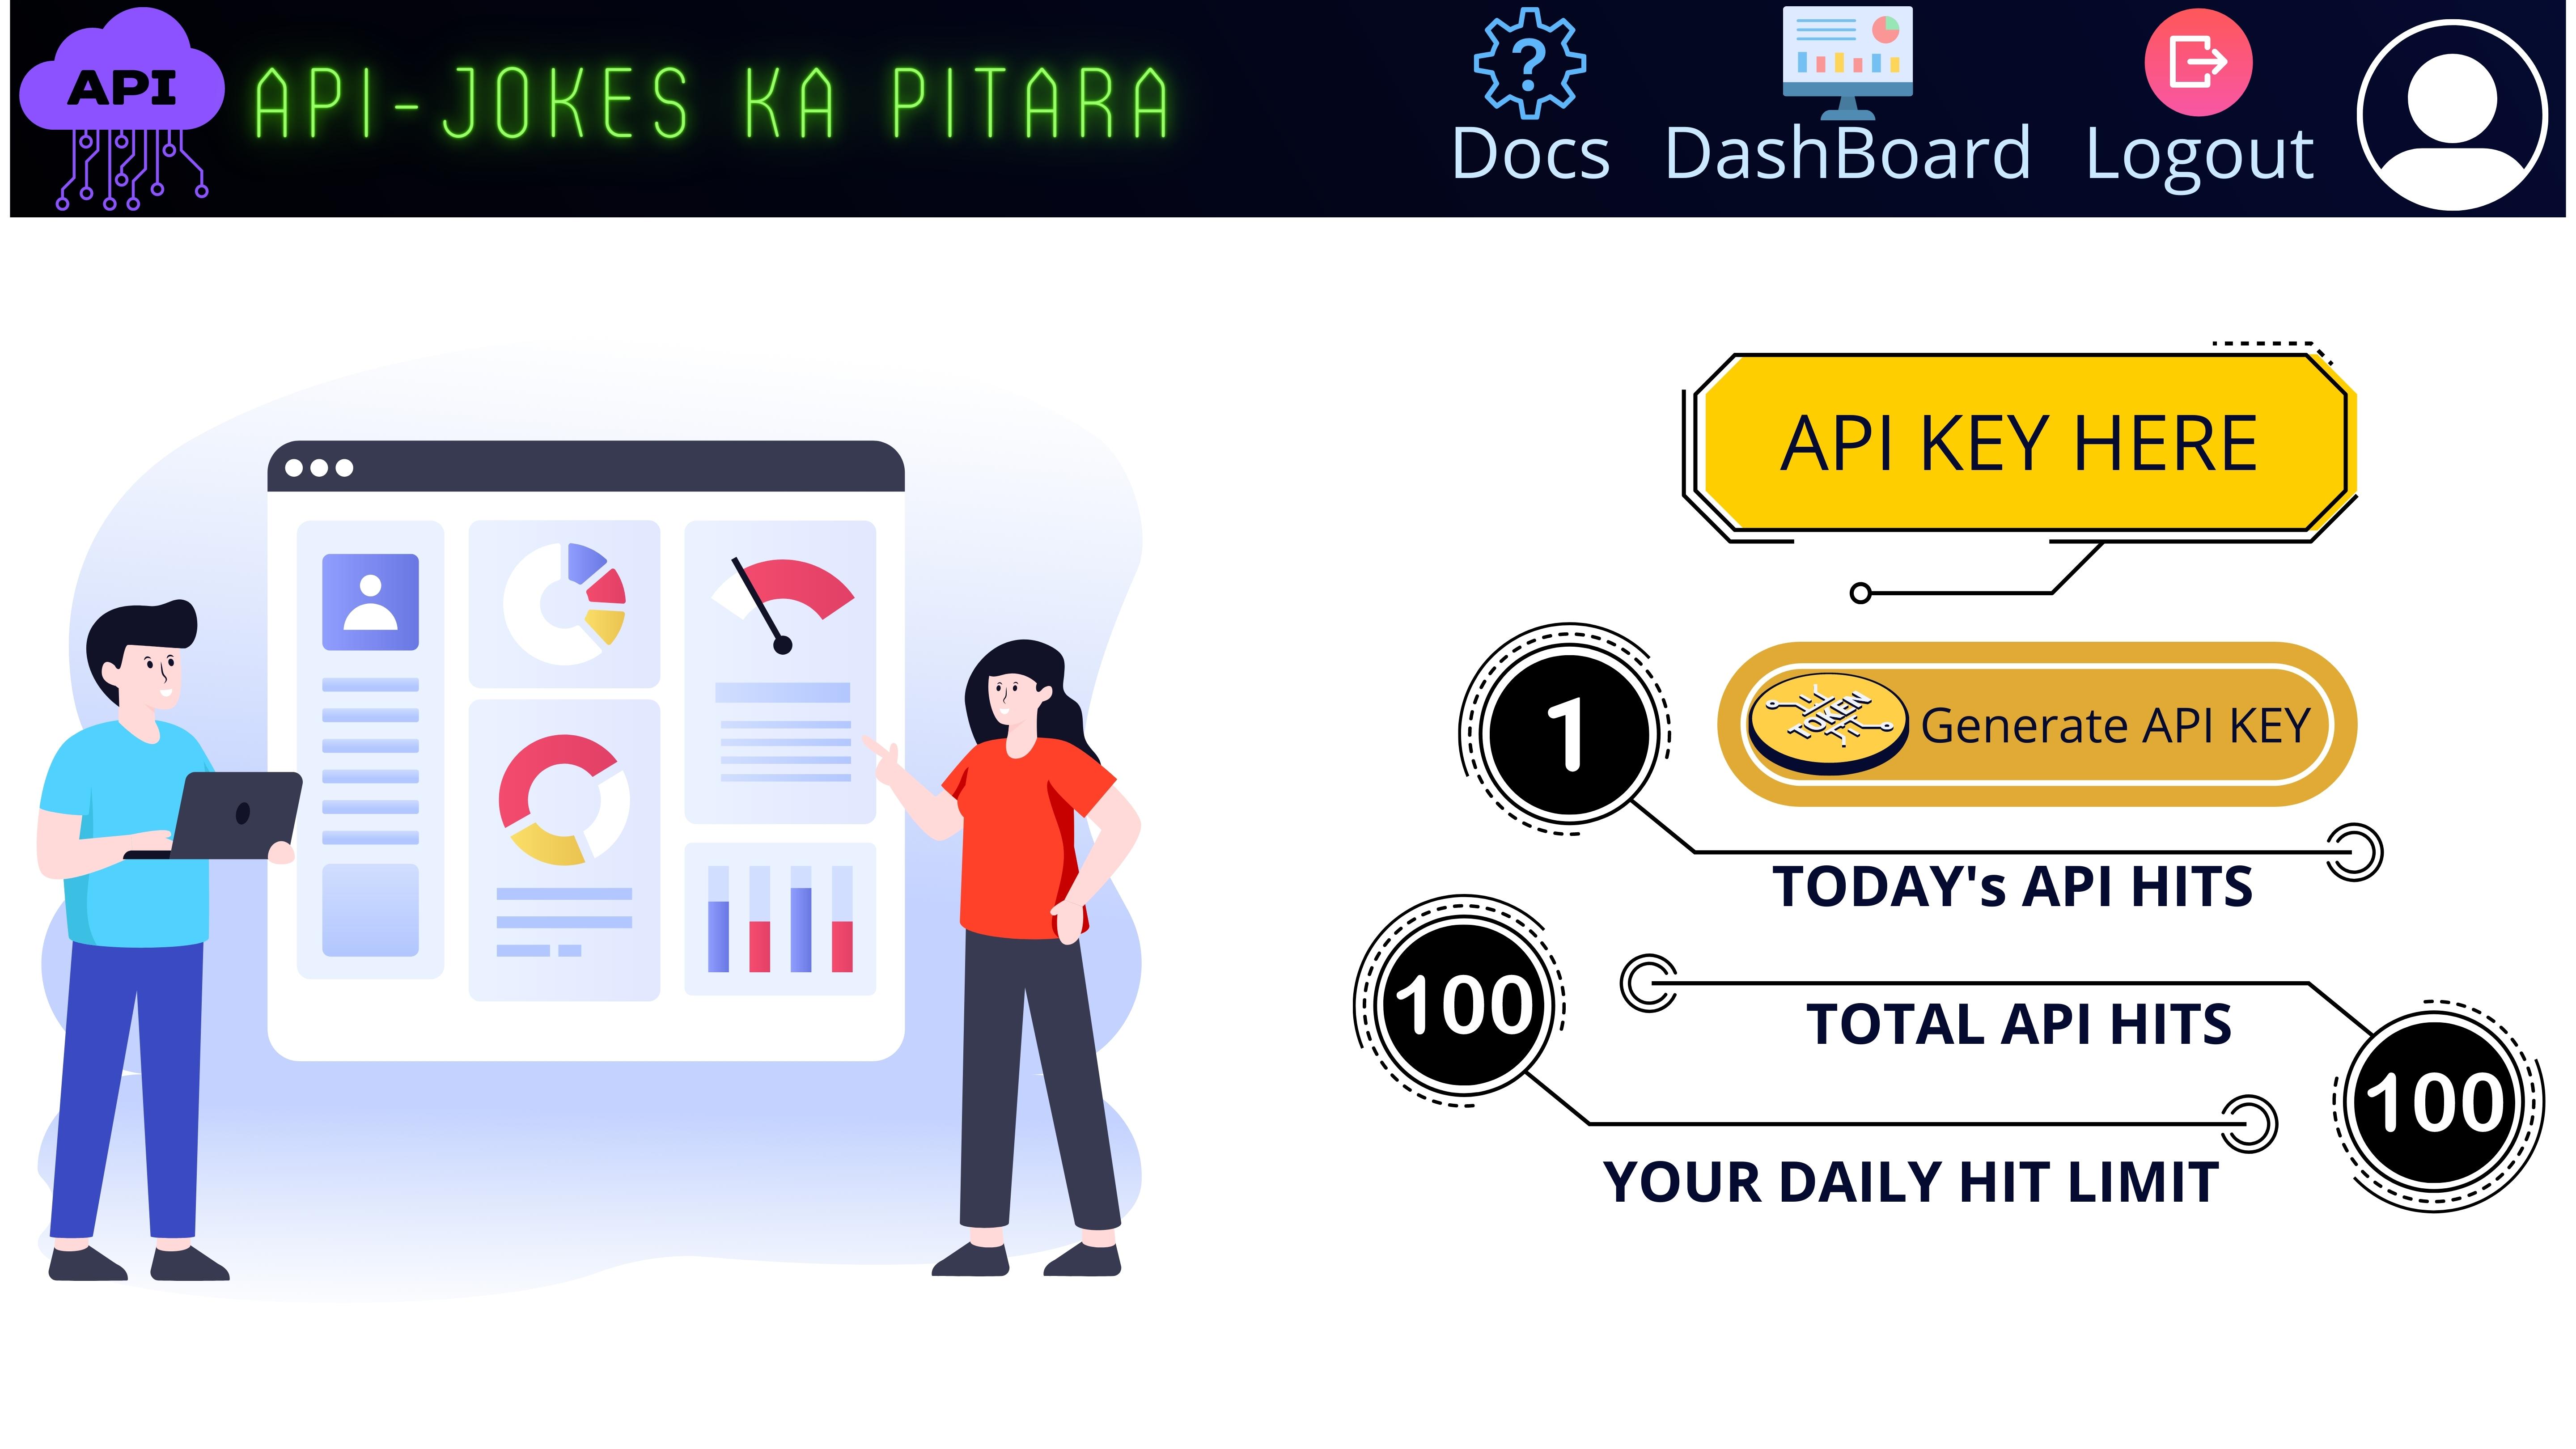 API
API-JOKES KA PITARA
?
Docs
DashBoard
Logout
API KEY HERE
1
TOKEN
Generate API KEY
TODAY's API HITS
100
TOTAL API HITS
100
YOUR DAILY HIT LIMIT